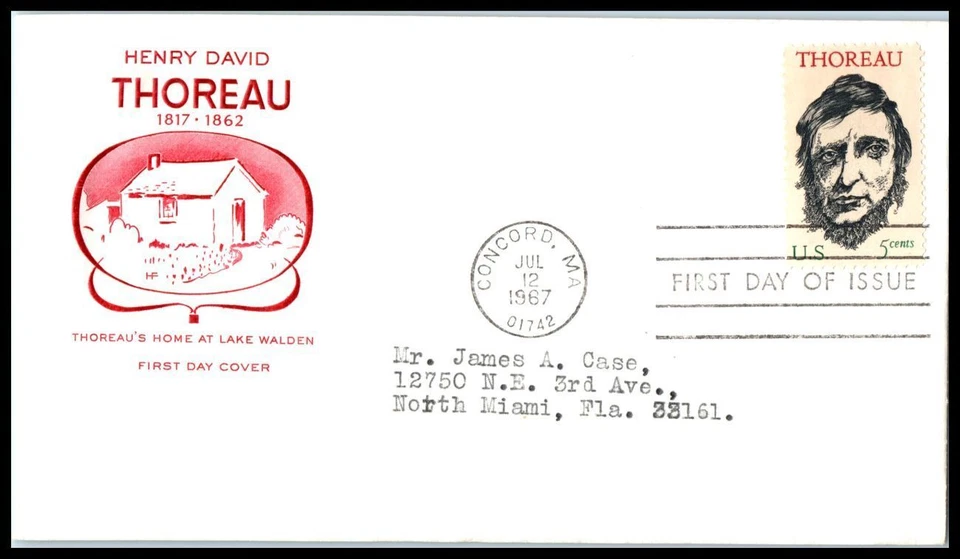 HENRY DAVID
THOREAU
1817 · 1862
HF
THOREAU'S HOME AT LAKE WALDEN
FIRST DAY COVER
THOREAU
U.S. 5 cents
CONCORD, MA
JUL
12
1967
01742
FIRST DAY OF ISSUE
Mr. James A. Case,
12750 N.E. 3rd Ave.,
North Miami, Fla. 33161.